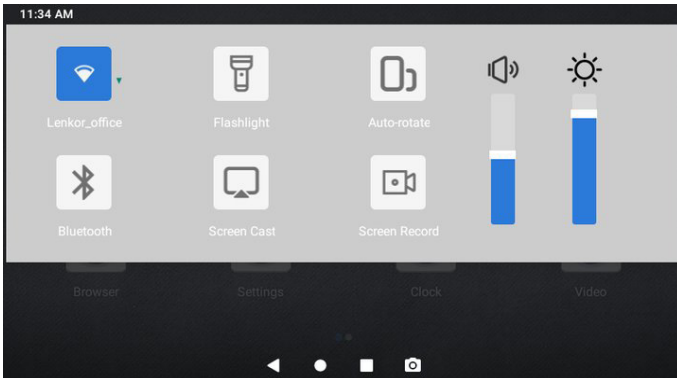 11:34 AM
Lenkor_office
Flashlight
Auto-rotate
Bluetooth
Screen Cast
Screen Record
Browser
Settings
Clock
Video